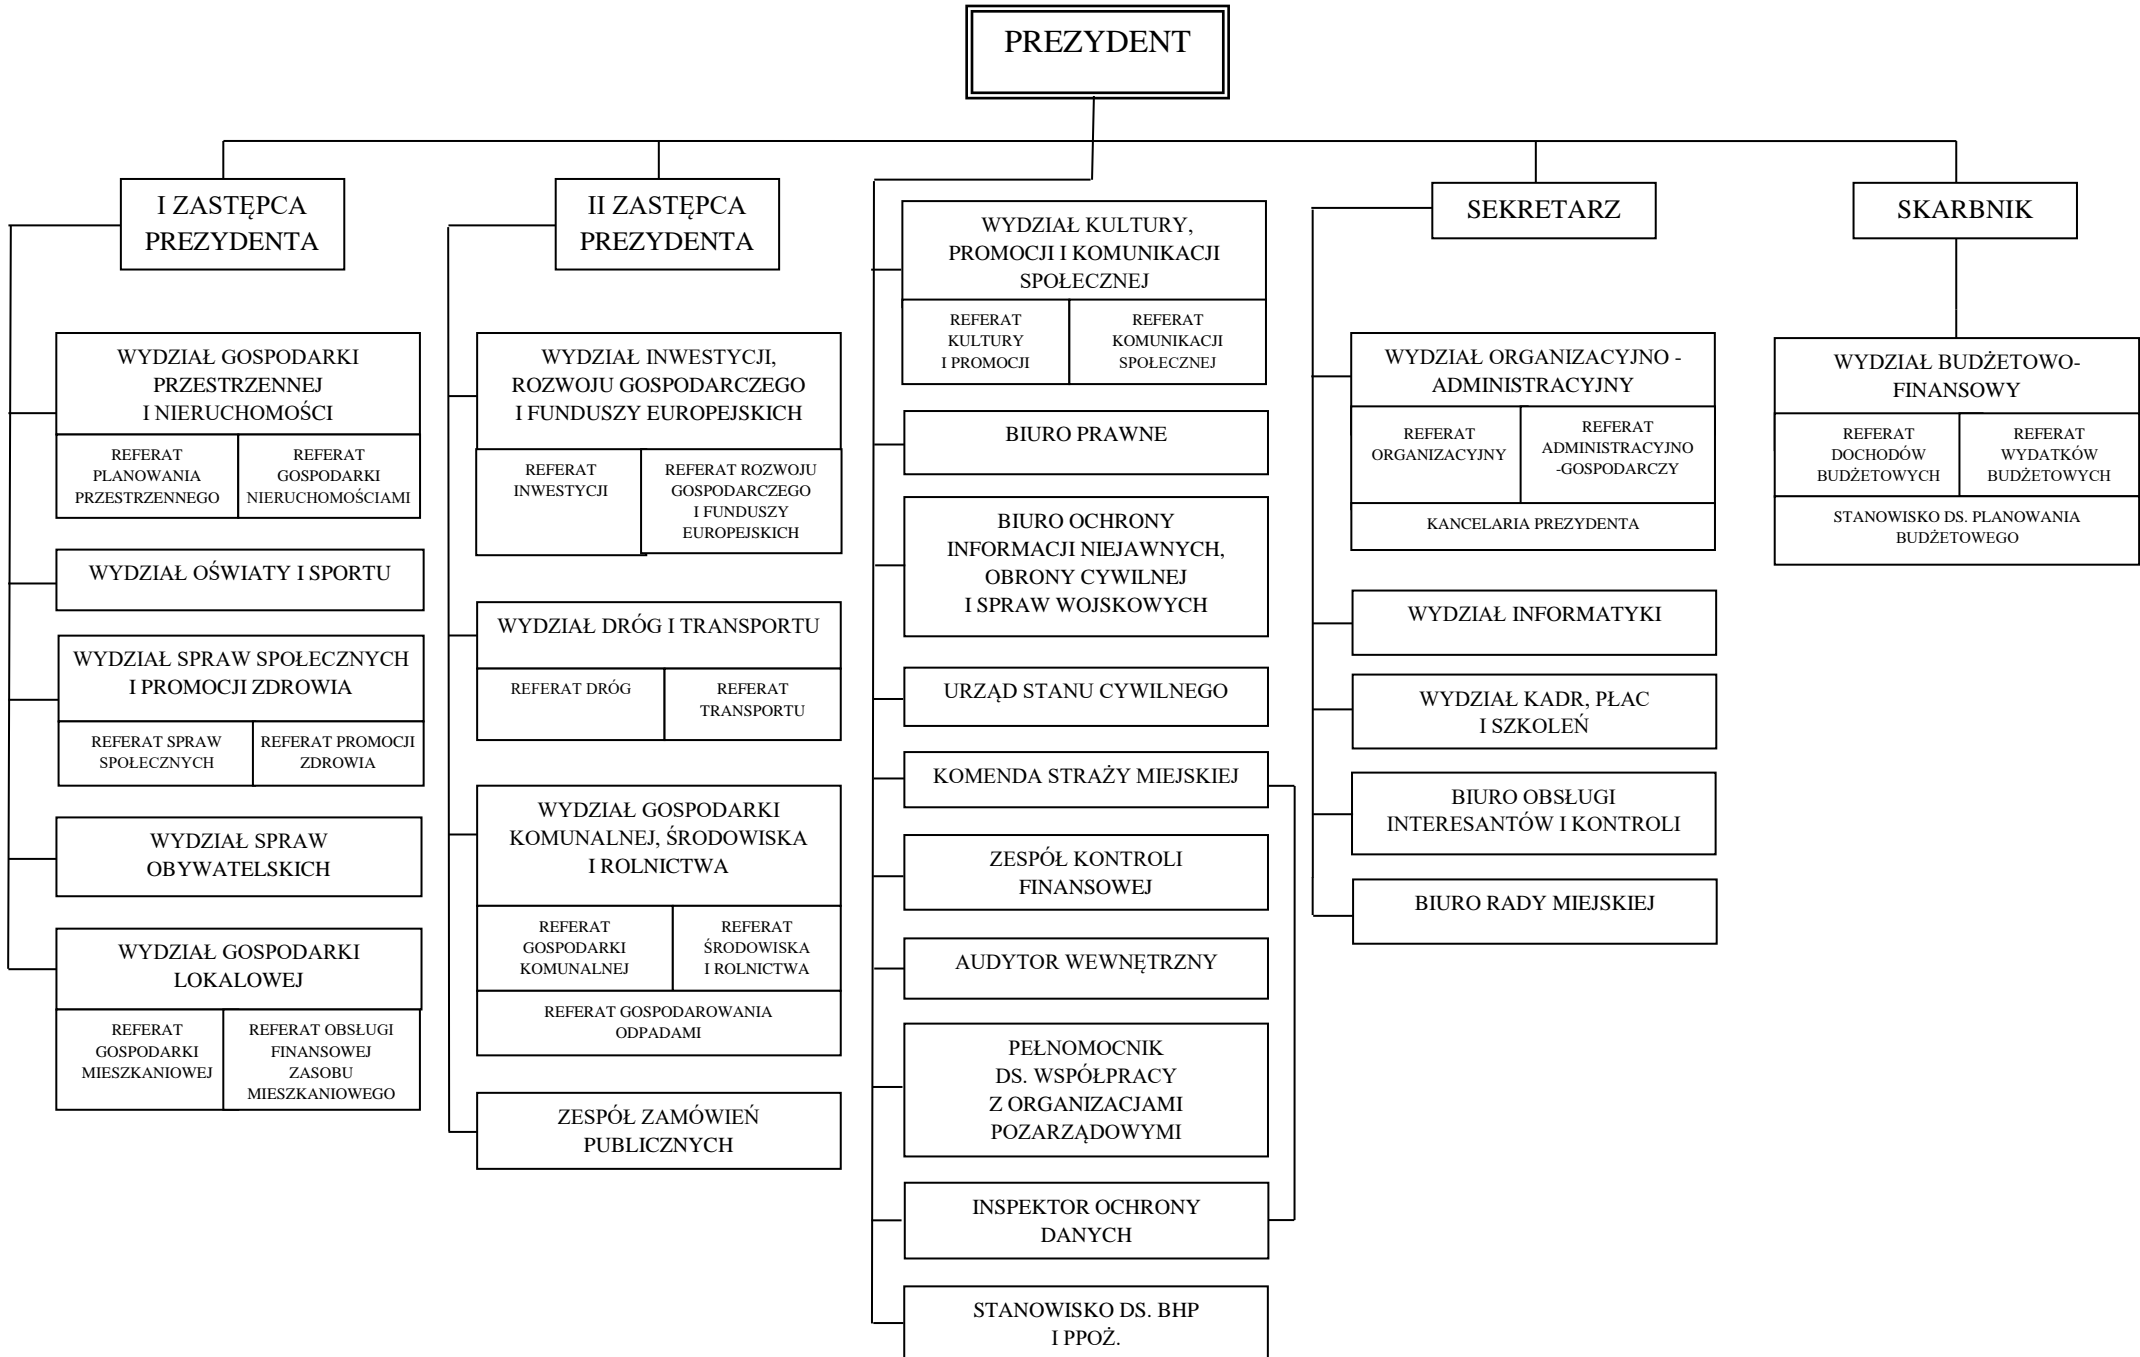 PREZYDENT
I ZASTĘPCA
PREZYDENTA
WYDZIAŁ GOSPODARKI
PRZESTRZENNEJ
I NIERUCHOMOŚCI
REFERAT
PLANOWANIA
PRZESTRZENNEGO
REFERAT
GOSPODARKI
NIERUCHOMOŚCIAMI
WYDZIAŁ OŚWIATY I SPORTU
WYDZIAŁ SPRAW SPOŁECZNYCH
I PROMOCJI ZDROWIA
REFERAT SPRAW
SPOŁECZNYCH
REFERAT PROMOCJI
ZDROWIA
WYDZIAŁ SPRAW
OBYWATELSKICH
WYDZIAŁ GOSPODARKI
LOKALOWEJ
REFERAT
GOSPODARKI
MIESZKANIOWEJ
REFERAT OBSŁUGI
FINANSOWEJ
ZASOBU
MIESZKANIOWEGO
II ZASTĘPCA
PREZYDENTA
WYDZIAŁ INWESTYCJI,
ROZWOJU GOSPODARCZEGO
I FUNDUSZY EUROPEJSKICH
REFERAT
INWESTYCJI
REFERAT ROZWOJU
GOSPODARCZEGO
I FUNDUSZY
EUROPEJSKICH
WYDZIAŁ DRÓG I TRANSPORTU
REFERAT DRÓG
REFERAT
TRANSPORTU
WYDZIAŁ GOSPODARKI
KOMUNALNEJ, ŚRODOWISKA
I ROLNICTWA
REFERAT
GOSPODARKI
KOMUNALNEJ
REFERAT
ŚRODOWISKA
I ROLNICTWA
REFERAT GOSPODAROWANIA
ODPADAMI
ZESPÓŁ ZAMÓWIEŃ
PUBLICZNYCH
WYDZIAŁ KULTURY,
PROMOCJI I KOMUNIKACJI
SPOŁECZNEJ
REFERAT
KULTURY
I PROMOCJI
REFERAT
KOMUNIKACJI
SPOŁECZNEJ
BIURO PRAWNE
BIURO OCHRONY
INFORMACJI NIEJAWNYCH,
OBRONY CYWILNEJ
I SPRAW WOJSKOWYCH
URZĄD STANU CYWILNEGO
KOMENDA STRAŻY MIEJSKIEJ
ZESPÓŁ KONTROLI
FINANSOWEJ
AUDYTOR WEWNĘTRZNY
PEŁNOMOCNIK
DS. WSPÓŁPRACY
Z ORGANIZACJAMI
POZARZĄDOWYMI
INSPEKTOR OCHRONY
DANYCH
STANOWISKO DS. BHP
I PPOŻ.
SEKRETARZ
WYDZIAŁ ORGANIZACYJNO -
ADMINISTRACYJNY
REFERAT
ORGANIZACYJNY
REFERAT
ADMINISTRACYJNO
-GOSPODARCZY
KANCELARIA PREZYDENTA
WYDZIAŁ INFORMATYKI
WYDZIAŁ KADR, PŁAC
I SZKOLEŃ
BIURO OBSŁUGI
INTERESANTÓW I KONTROLI
BIURO RADY MIEJSKIEJ
SKARBNIK
WYDZIAŁ BUDŻETOWO-
FINANSOWY
REFERAT
DOCHODÓW
BUDŻETOWYCH
REFERAT
WYDATKÓW
BUDŻETOWYCH
STANOWISKO DS. PLANOWANIA
BUDŻETOWEGO